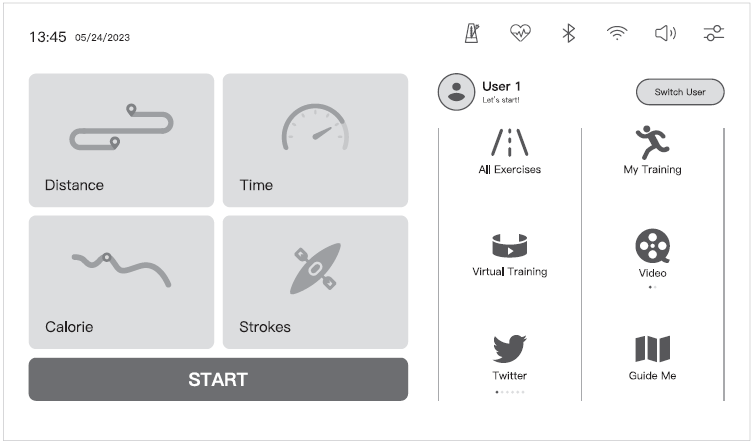 13:45 05/24/2023
User 1
Let's start!
Switch User
Distance
Time
Calorie
Strokes
START
All Exercises
My Training
Virtual Training
Video
Twitter
Guide Me